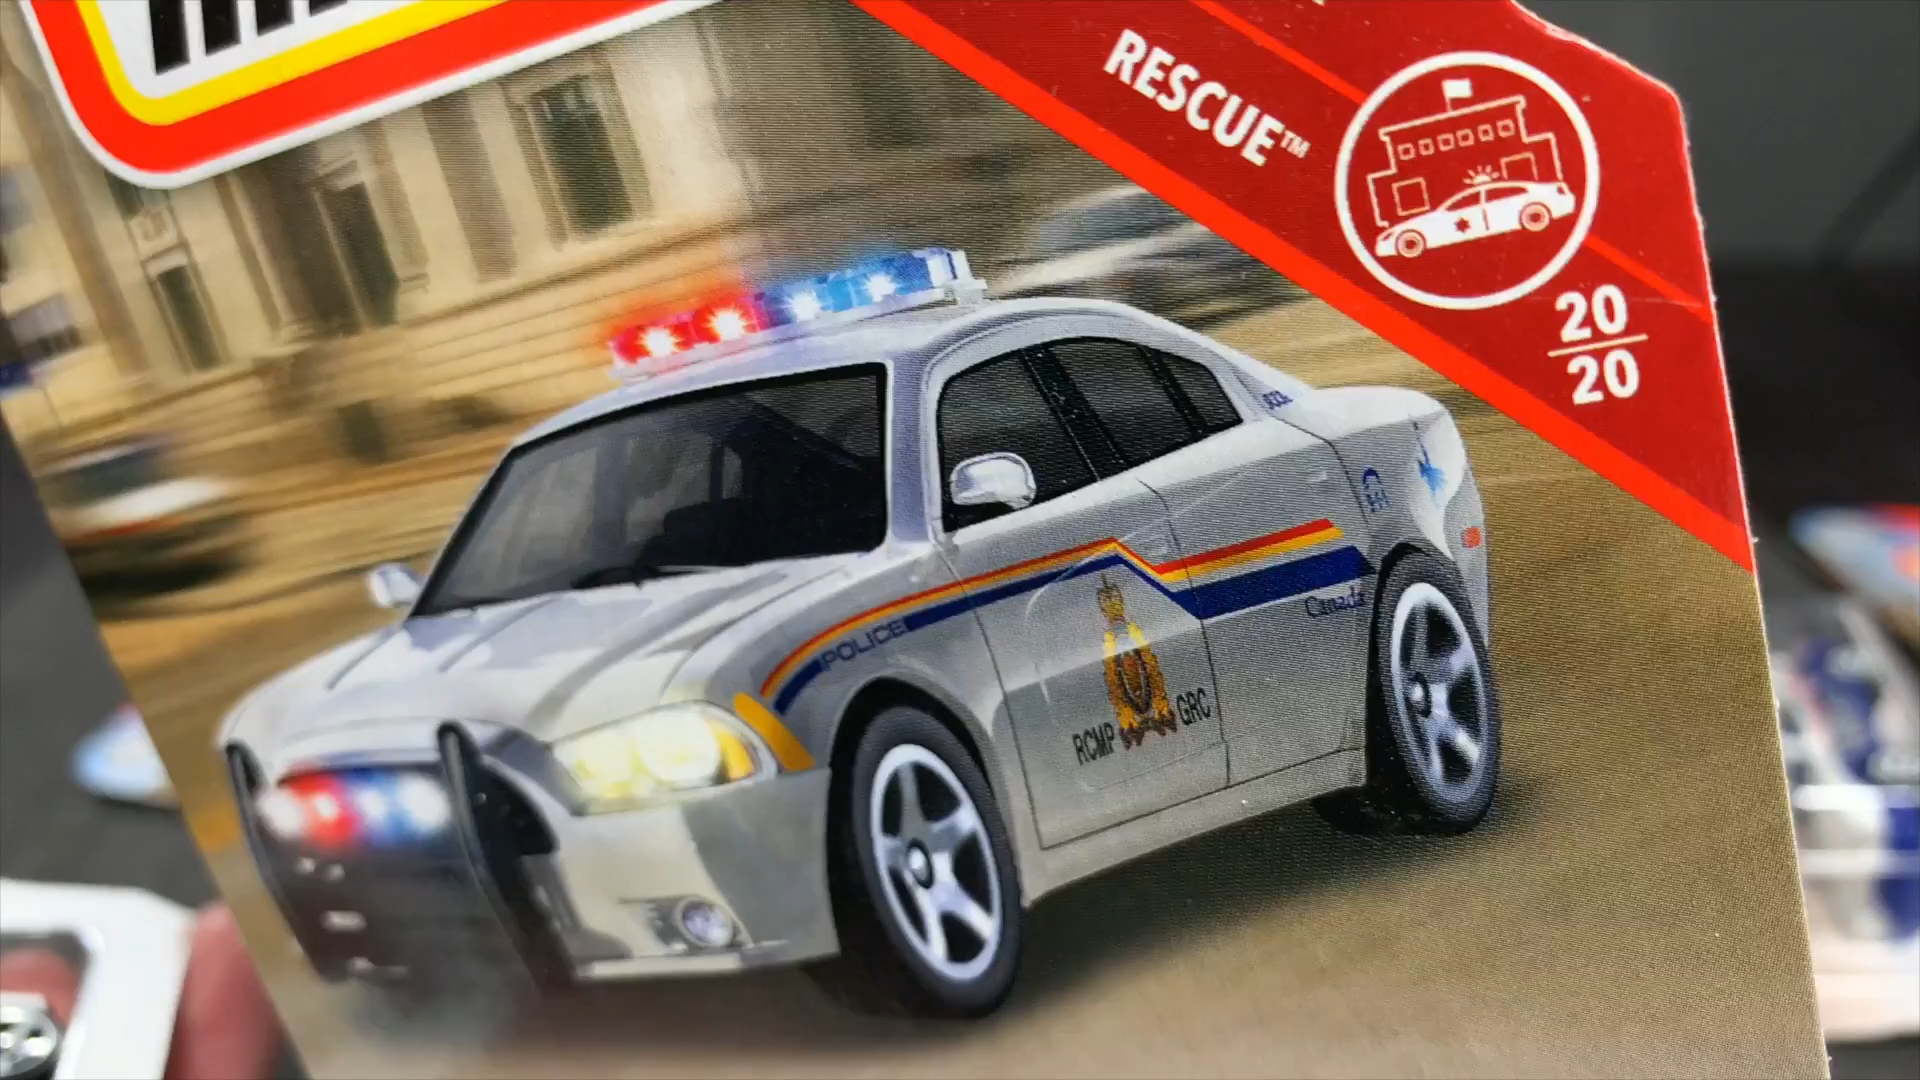 RESCUE™
20
20
POLICE
Canada
RCMP GRC